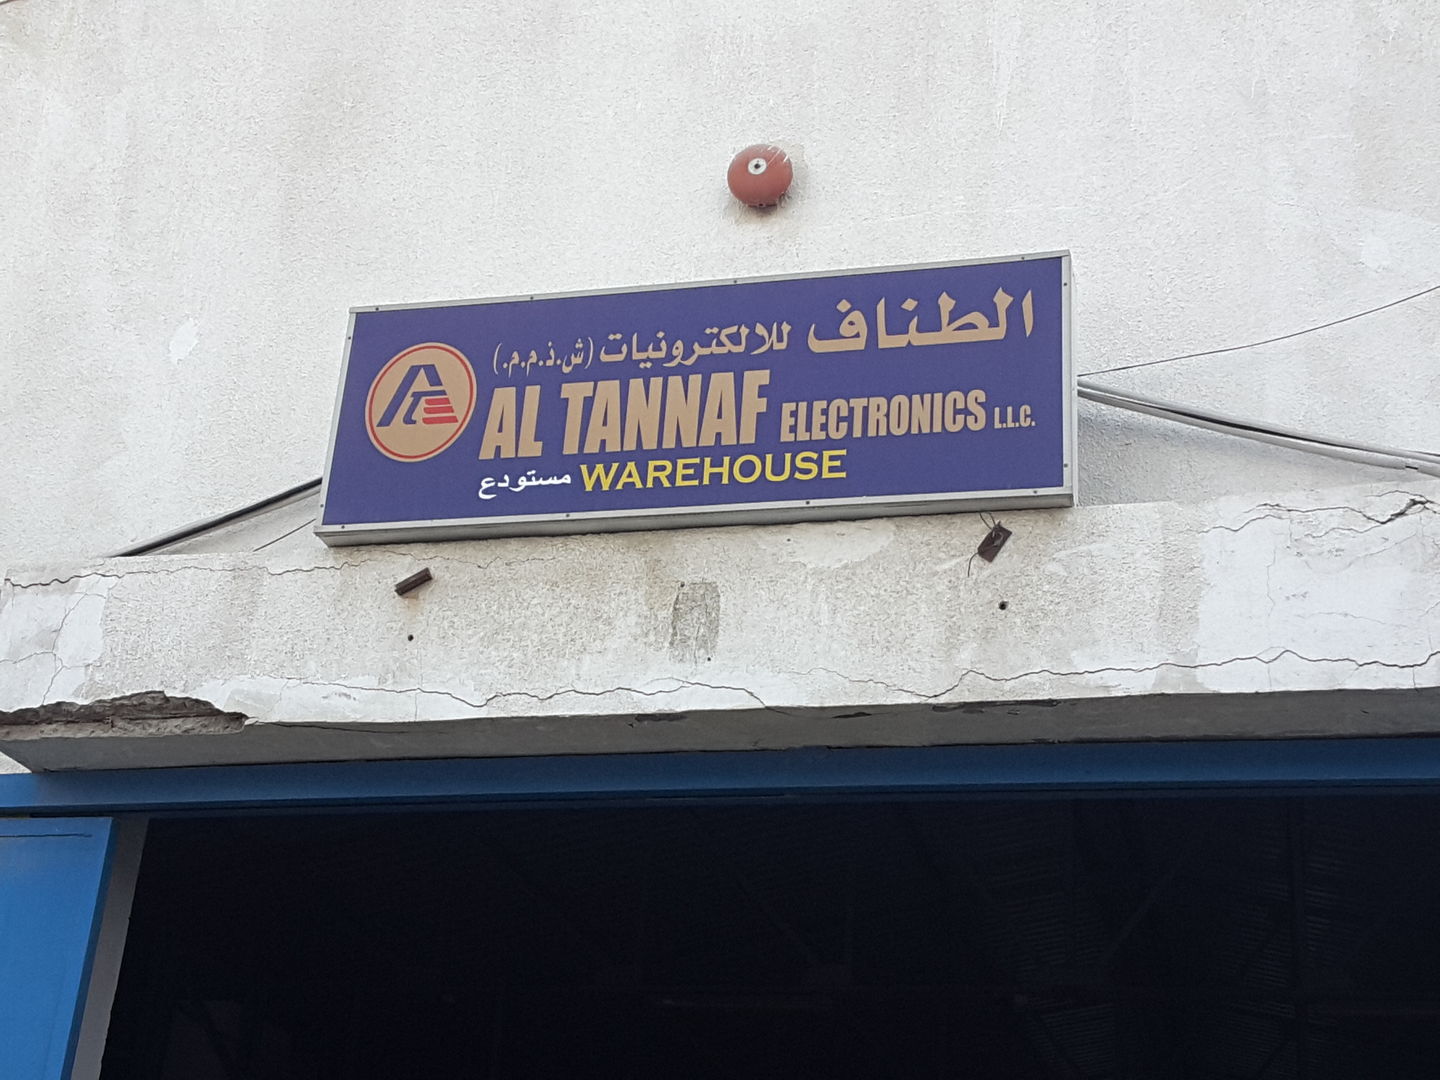 الطناف للالكترونيات (ش.ذ.م.م.)
AL TANNAF ELECTRONICS L.L.C.
مستودع WAREHOUSE